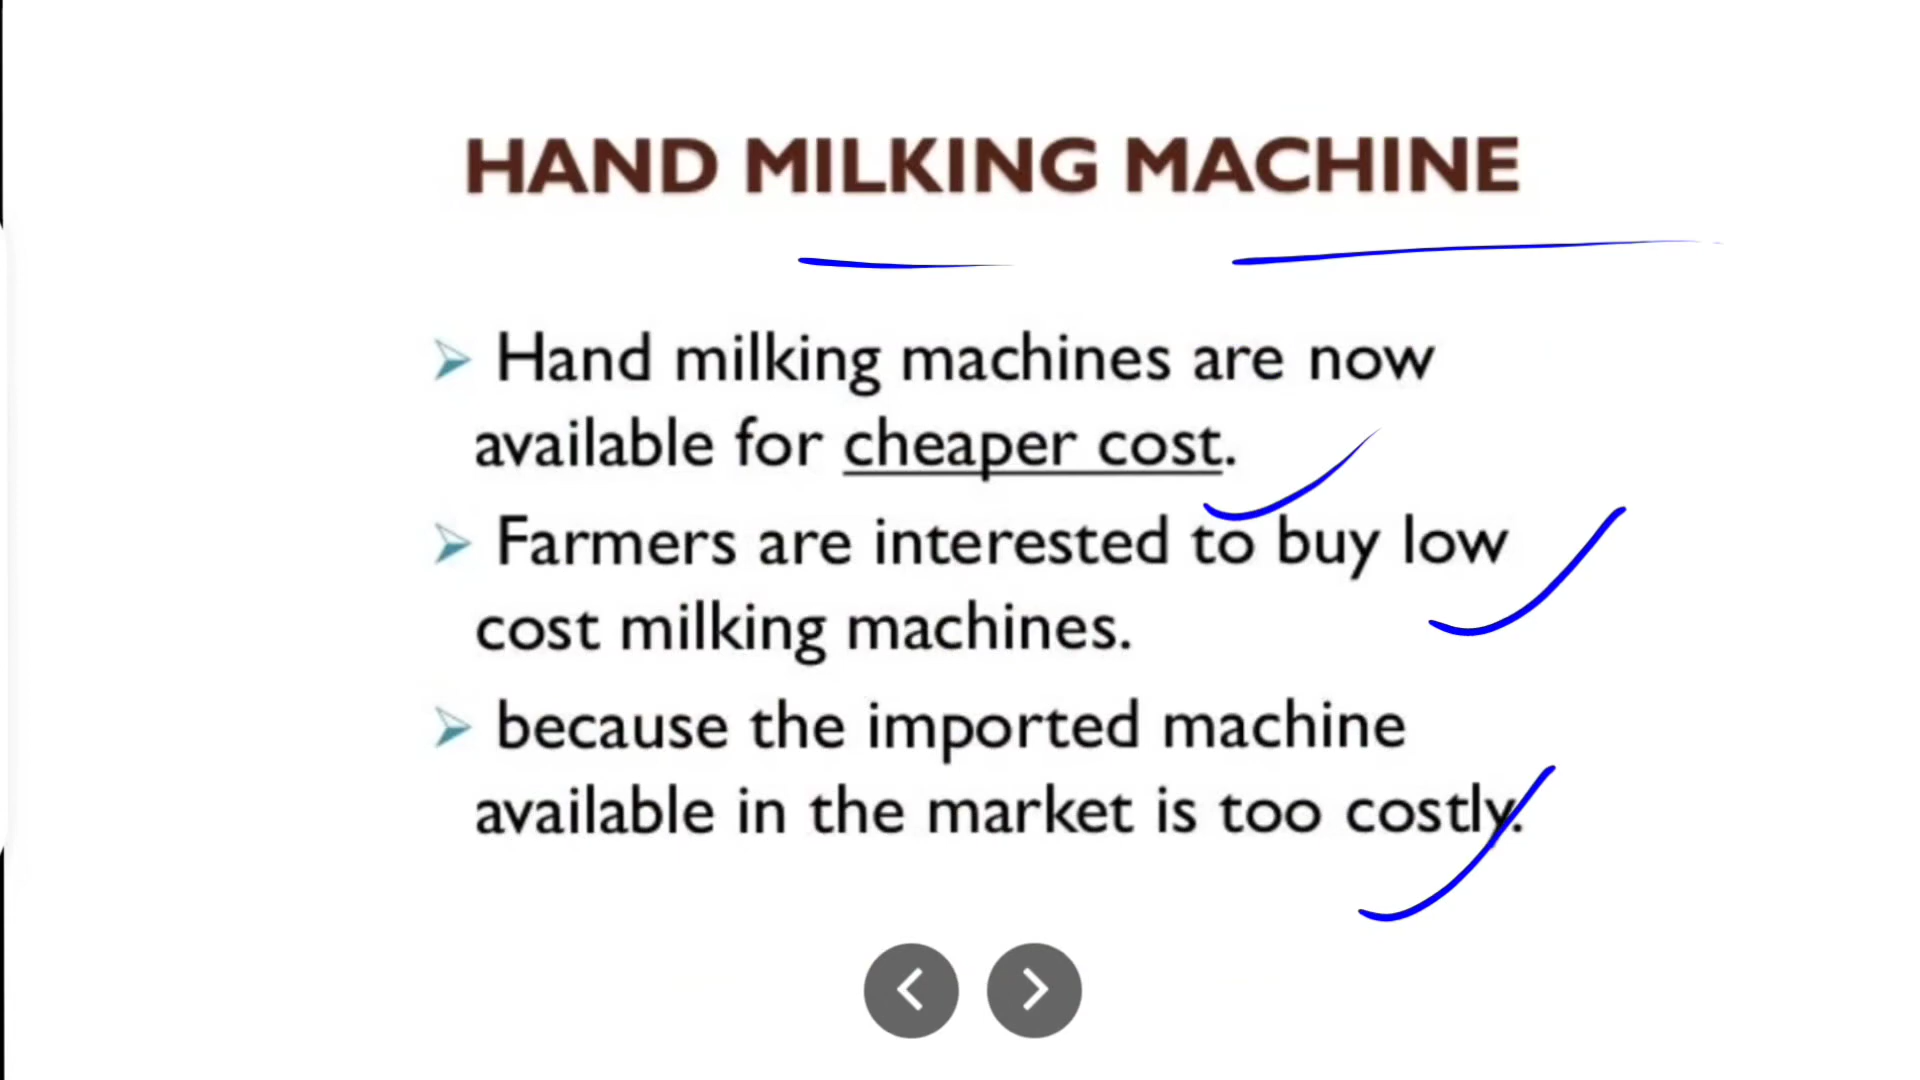 HAND MILKING MACHINE
Hand milking machines are now
available for cheaper cost.
Farmers are interested to buy low
cost milking machines.
because the imported machine
available in the market is too costly.